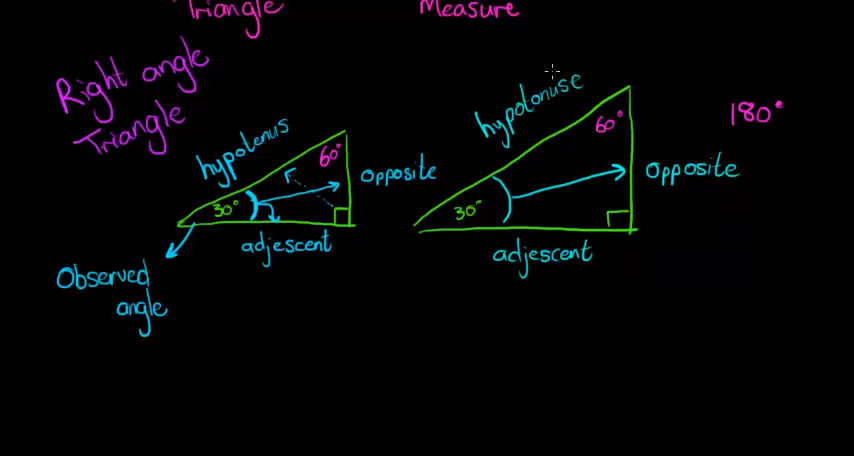 Triangle
Measure
Right angle
Triangle
hypotenus
60°
30°
Opposite
adjescent
Observed
angle
hypotonuse
60°
30°
Opposite
adjescent
180°